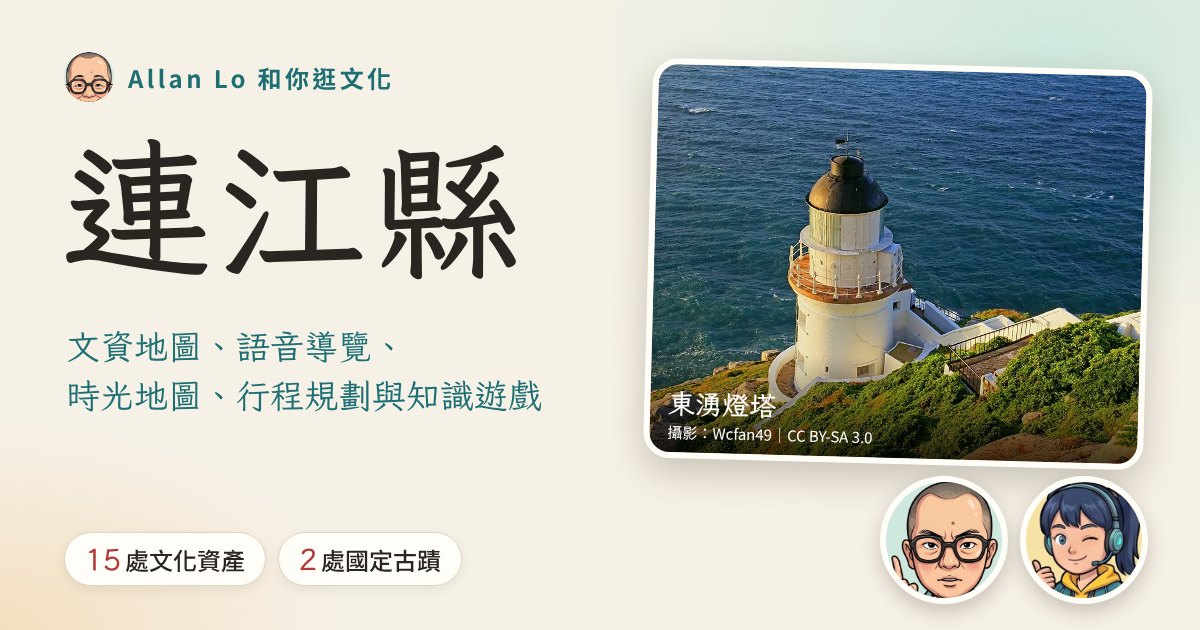 Allan Lo 和你逛文化
連江縣
文資地圖、語音導覽、
時光地圖、行程規劃與知識遊戲
15 處文化資產
2 處國定古蹟
東湧燈塔
攝影：Wcfan49｜CC BY-SA 3.0